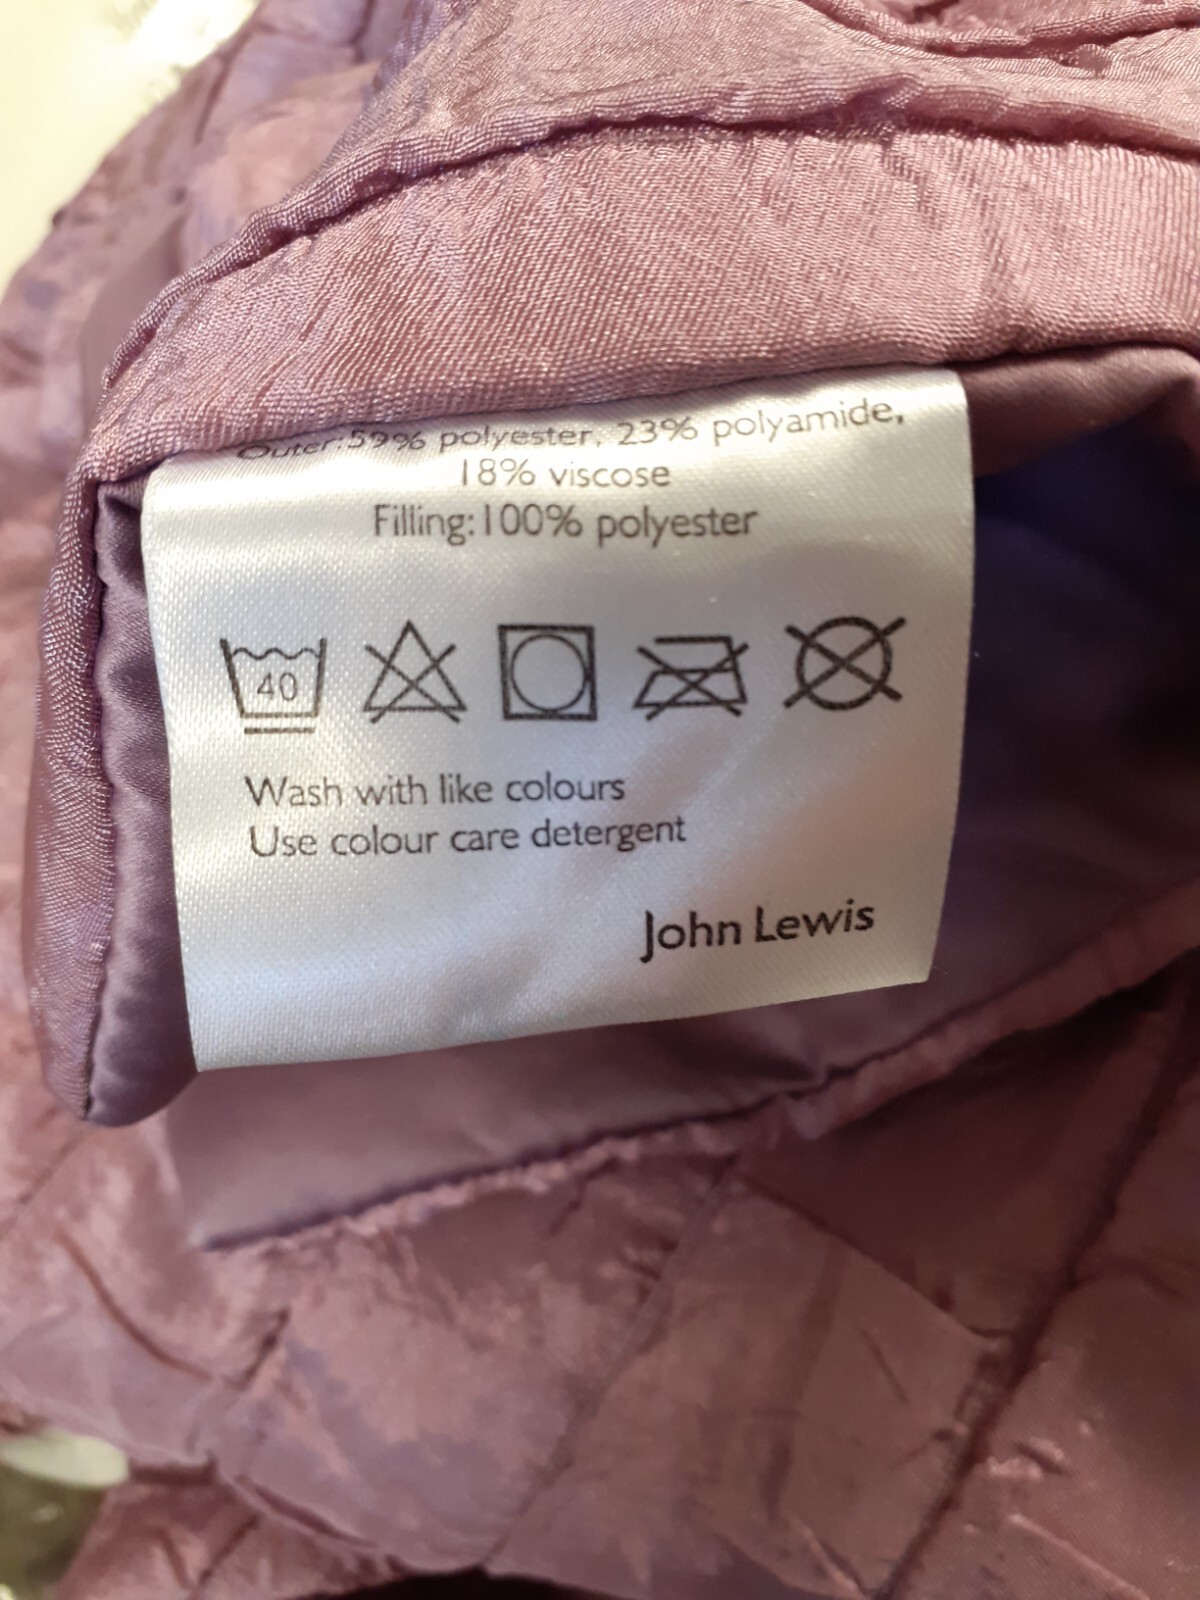 Outer:59% polyester, 23% polyamide,
18% viscose
Filling:100% polyester
40
Wash with like colours
Use colour care detergent
John Lewis